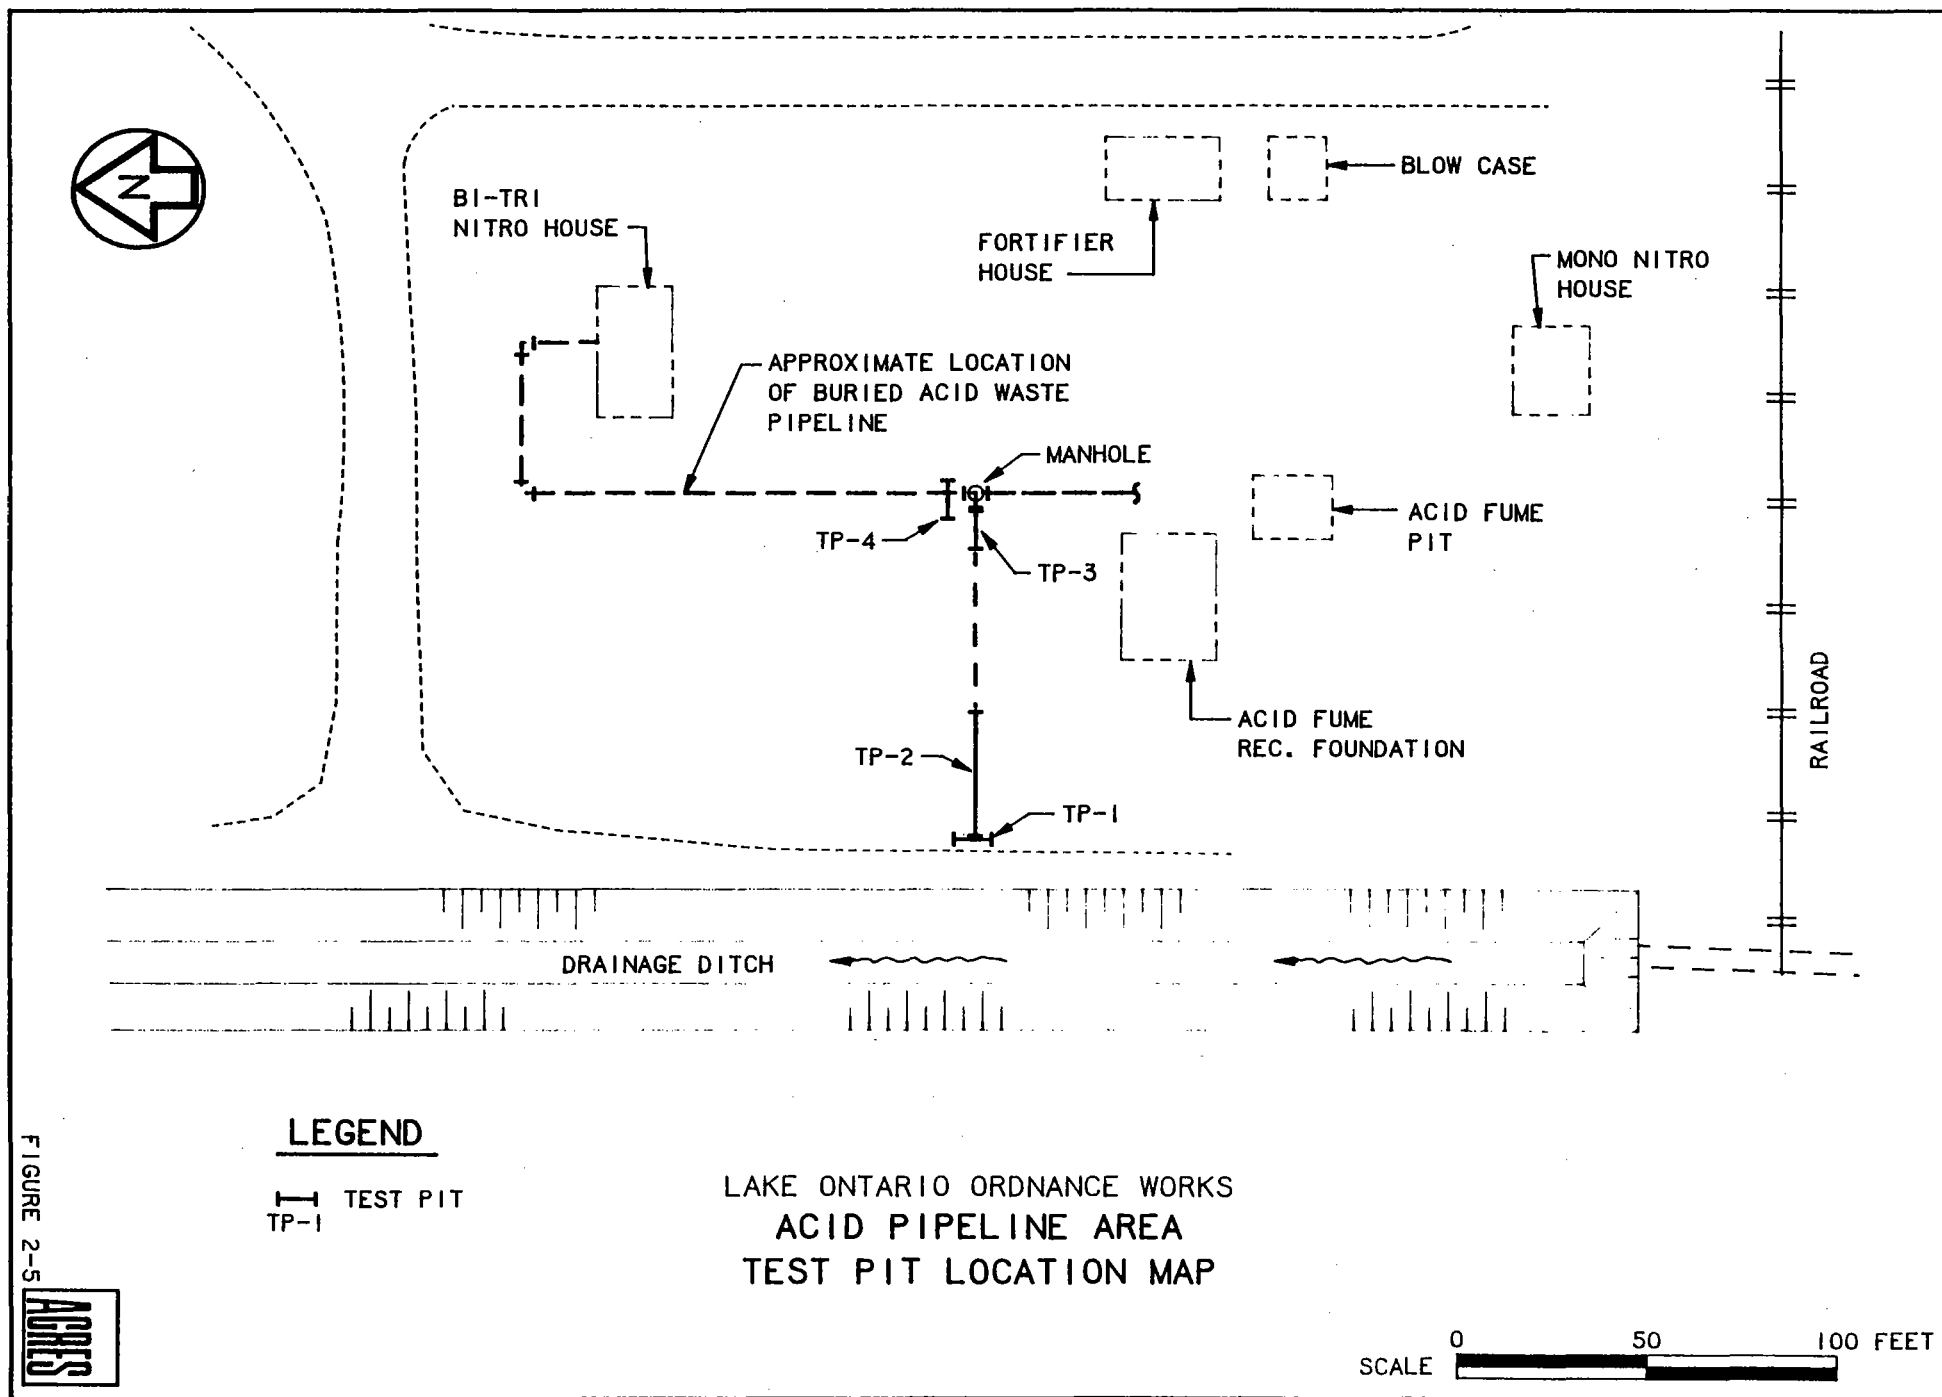 N
BI-TRI
NITRO HOUSE
BLOW CASE
FORTIFIER
HOUSE
MONO NITRO
HOUSE
APPROXIMATE LOCATION
OF BURIED ACID WASTE
PIPELINE
MANHOLE
TP-4
TP-3
ACID FUME
PIT
ACID FUME
REC. FOUNDATION
RAILROAD
TP-2
TP-1
DRAINAGE DITCH
LEGEND
TEST PIT
TP-1
LAKE ONTARIO ORDNANCE WORKS
ACID PIPELINE AREA
TEST PIT LOCATION MAP
FIGURE 2-5
ACRES
0 50 100 FEET
SCALE